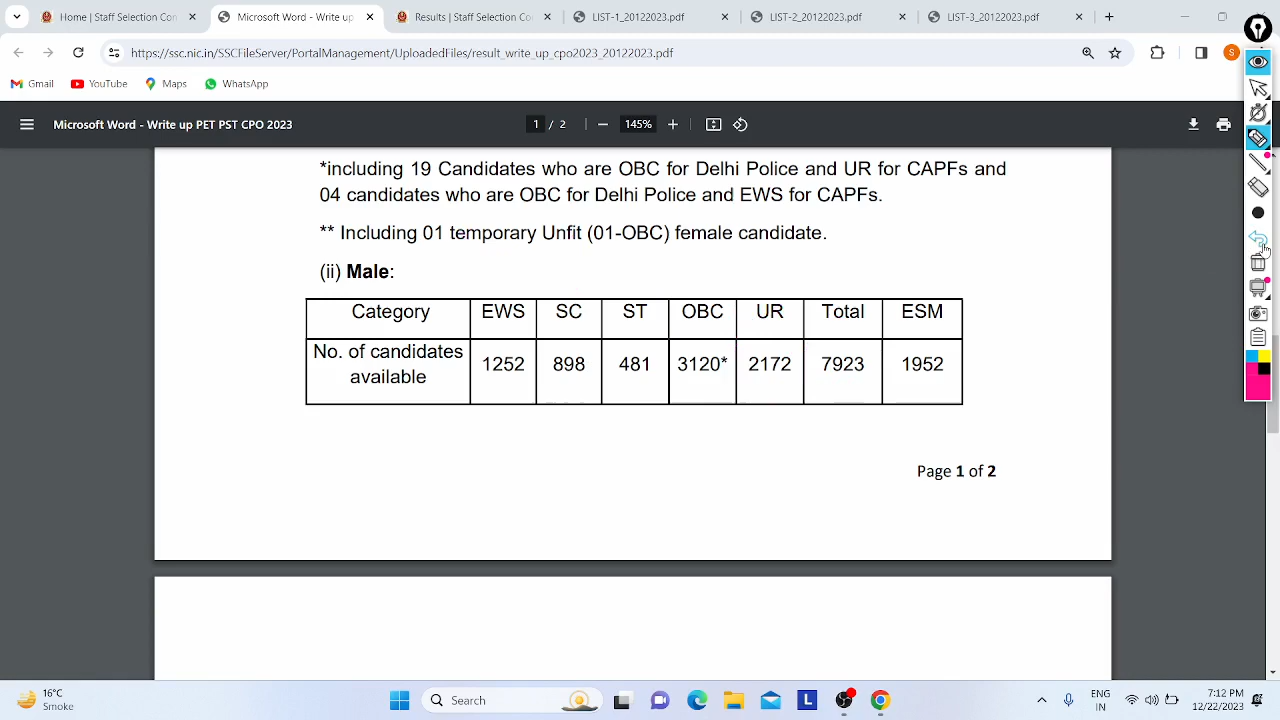 Home | Staff Selection Con
Microsoft Word - Write up
Results | Staff Selection Co
LIST-1_20122023.pdf
LIST-2_20122023.pdf
LIST-3_20122023.pdf
https://ssc.nic.in/SSCFileServer/PortalManagement/UploadedFiles/result_write_up_cpo2023_20122023.pdf
S
Gmail
YouTube
Maps
WhatsApp
Microsoft Word - Write up PET PST CPO 2023
1 / 2
145%
*including 19 Candidates who are OBC for Delhi Police and UR for CAPFs and
04 candidates who are OBC for Delhi Police and EWS for CAPFs.
** Including 01 temporary Unfit (01-OBC) female candidate.
(ii) Male:
Category EWS SC ST OBC UR Total ESM
No. of candidates
available 1252 898 481 3120* 2172 7923 1952
Page 1 of 2
16°C
Smoke
Search
L
ENG
IN
7:12 PM
12/22/2023